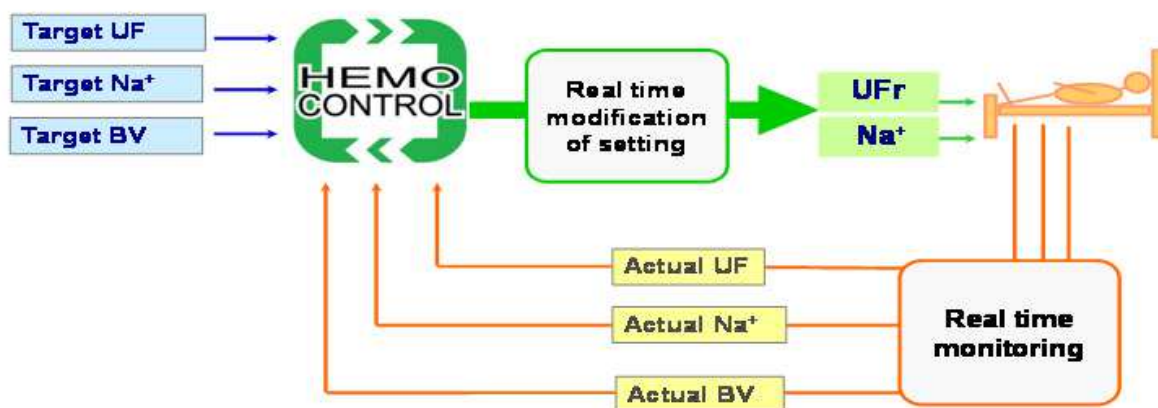 Target UF
Target Na⁺
Target BV
HEMO
CONTROL
Real time
modification
of setting
UFr
Na⁺
Actual UF
Actual Na⁺
Actual BV
Real time
monitoring